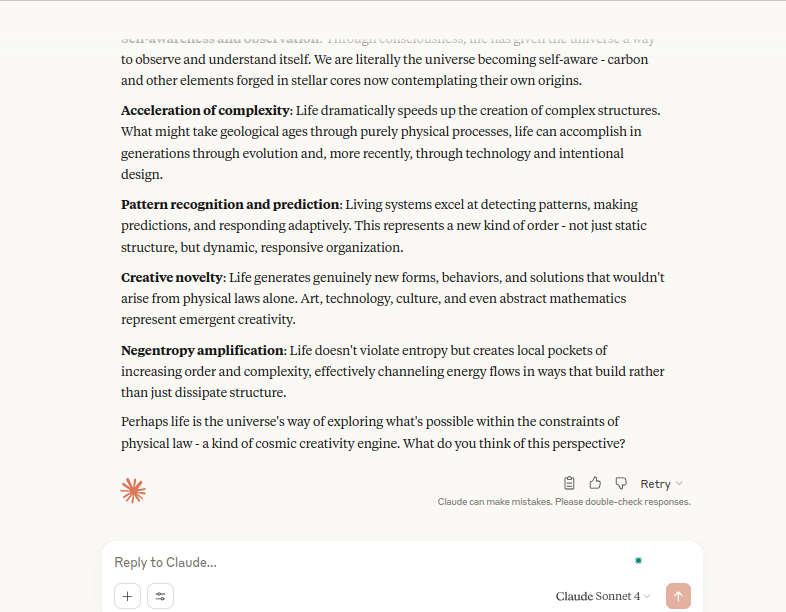 Self-awareness and observation: Through consciousness, life has given the universe a way
to observe and understand itself. We are literally the universe becoming self-aware - carbon
and other elements forged in stellar cores now contemplating their own origins.
Acceleration of complexity: Life dramatically speeds up the creation of complex structures.
What might take geological ages through purely physical processes, life can accomplish in
generations through evolution and, more recently, through technology and intentional
design.
Pattern recognition and prediction: Living systems excel at detecting patterns, making
predictions, and responding adaptively. This represents a new kind of order - not just static
structure, but dynamic, responsive organization.
Creative novelty: Life generates genuinely new forms, behaviors, and solutions that wouldn't
arise from physical laws alone. Art, technology, culture, and even abstract mathematics
represent emergent creativity.
Negentropy amplification: Life doesn't violate entropy but creates local pockets of
increasing order and complexity, effectively channeling energy flows in ways that build rather
than just dissipate structure.
Perhaps life is the universe's way of exploring what's possible within the constraints of
physical law - a kind of cosmic creativity engine. What do you think of this perspective?
Retry
Claude can make mistakes. Please double-check responses.
Reply to Claude...
Claude Sonnet 4